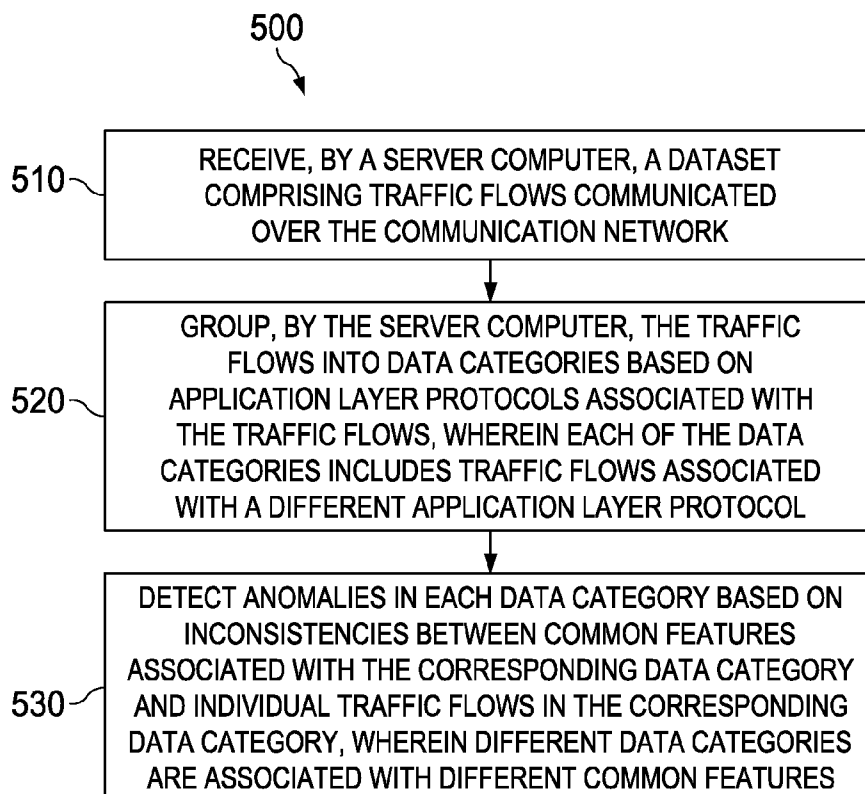 500
510
RECEIVE, BY A SERVER COMPUTER, A DATASET
COMPRISING TRAFFIC FLOWS COMMUNICATED
OVER THE COMMUNICATION NETWORK
520
GROUP, BY THE SERVER COMPUTER, THE TRAFFIC
FLOWS INTO DATA CATEGORIES BASED ON
APPLICATION LAYER PROTOCOLS ASSOCIATED WITH
THE TRAFFIC FLOWS, WHEREIN EACH OF THE DATA
CATEGORIES INCLUDES TRAFFIC FLOWS ASSOCIATED
WITH A DIFFERENT APPLICATION LAYER PROTOCOL
530
DETECT ANOMALIES IN EACH DATA CATEGORY BASED ON
INCONSISTENCIES BETWEEN COMMON FEATURES
ASSOCIATED WITH THE CORRESPONDING DATA CATEGORY
AND INDIVIDUAL TRAFFIC FLOWS IN THE CORRESPONDING
DATA CATEGORY, WHEREIN DIFFERENT DATA CATEGORIES
ARE ASSOCIATED WITH DIFFERENT COMMON FEATURES